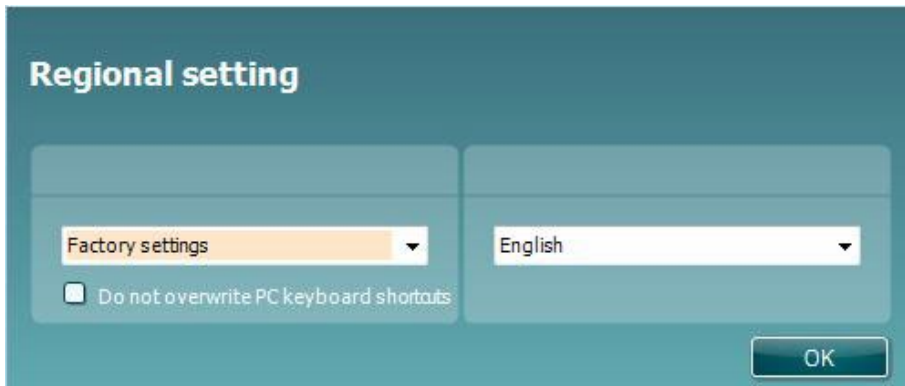 Regional setting
Factory settings
English
Do not overwrite PC keyboard shortcuts
OK